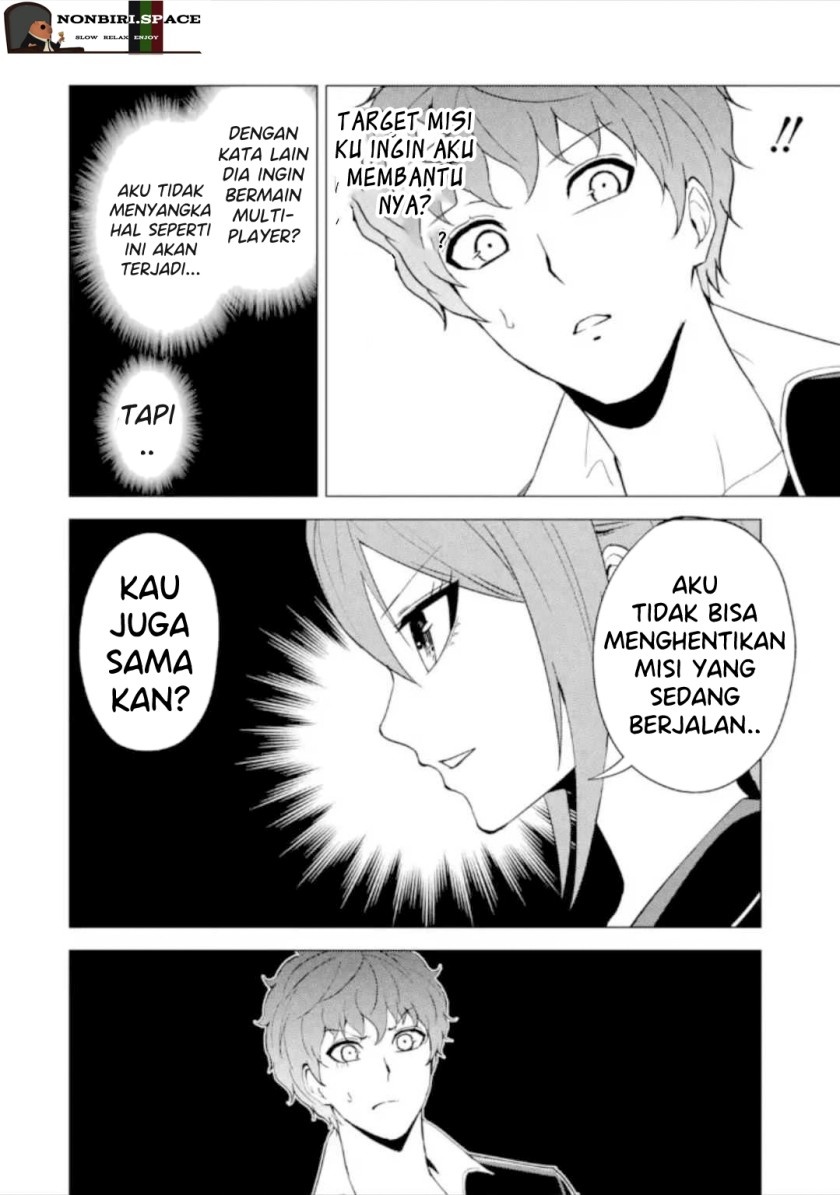 NONBIRI.SPACE
SLOW RELAX ENJOY
!!
TARGET MISI
KU INGIN AKU
MEMBANTU
NYA?
?
DENGAN
KATA LAIN
DIA INGIN
BERMAIN
MULTI-
PLAYER?
AKU TIDAK
MENYANGKA
HAL SEPERTI
INI AKAN
TERJADI...
TAPI
..
AKU
TIDAK BISA
MENGHENTIKAN
MISI YANG
SEDANG
BERJALAN..
KAU
JUGA
SAMA
KAN?